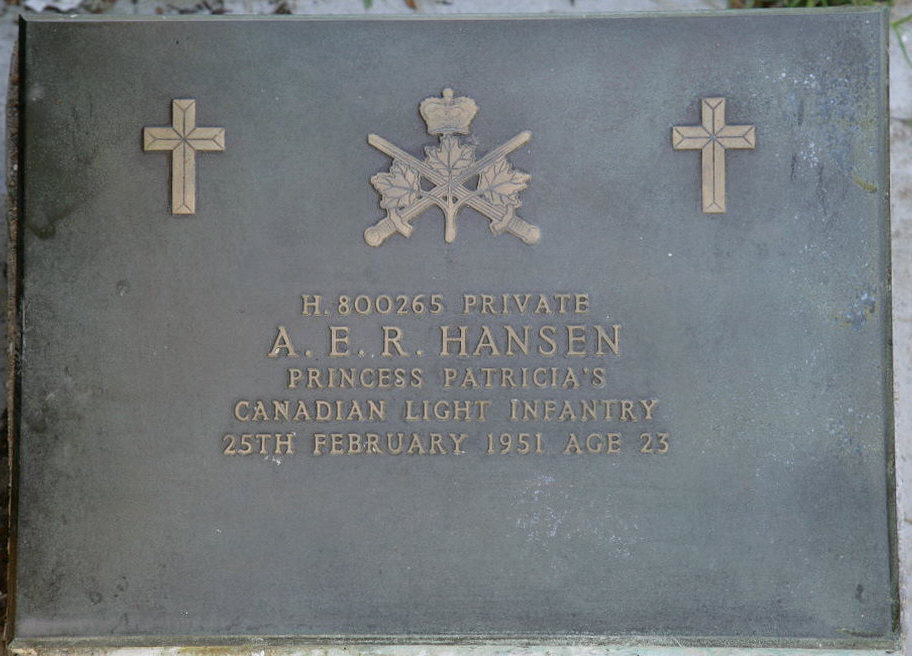 H. 800265 PRIVATE
A. E. R. HANSEN
PRINCESS PATRICIA'S
CANADIAN LIGHT INFANTRY
25TH FEBRUARY 1951 AGE 23